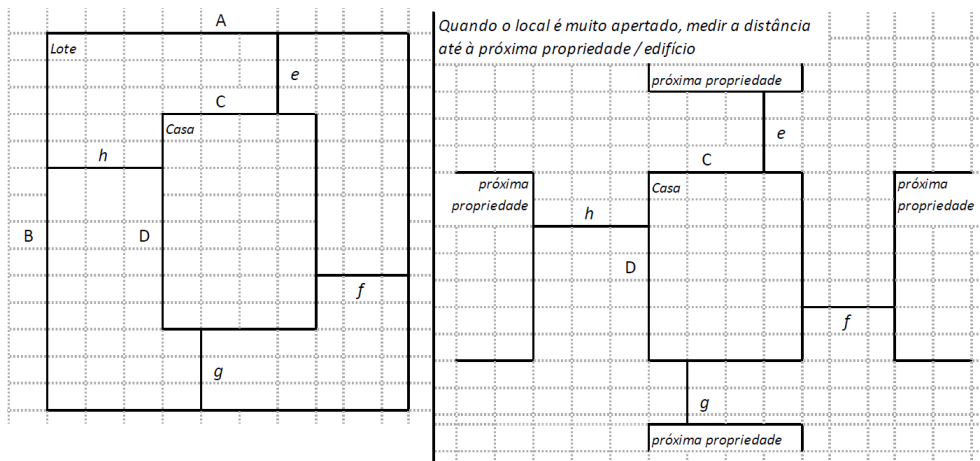 A
Lote
e
C
Casa
h
B
D
f
g
Quando o local é muito apertado, medir a distância
até à próxima propriedade / edifício
próxima propriedade
e
C
próxima
propriedade
Casa
próxima
propriedade
h
D
f
g
próxima propriedade